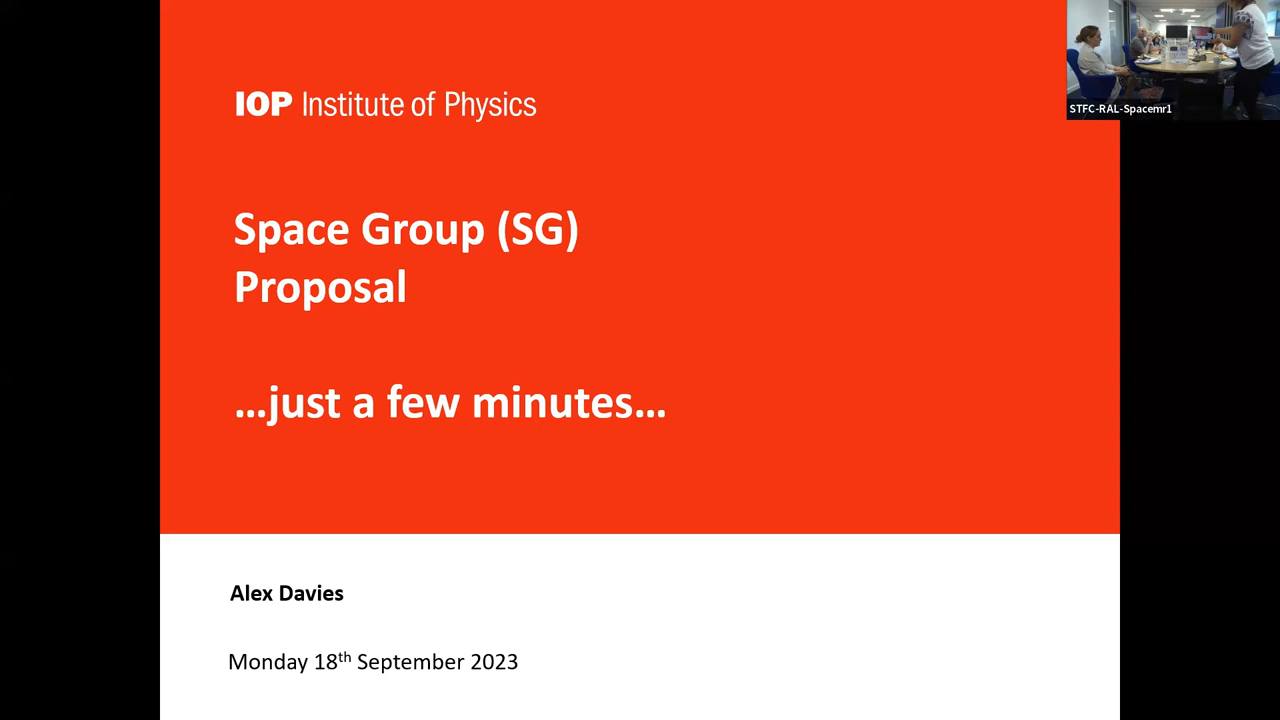 IOP Institute of Physics
STFC-RAL-Spacemr1
Space Group (SG)
Proposal
...just a few minutes...
Alex Davies
Monday 18th September 2023